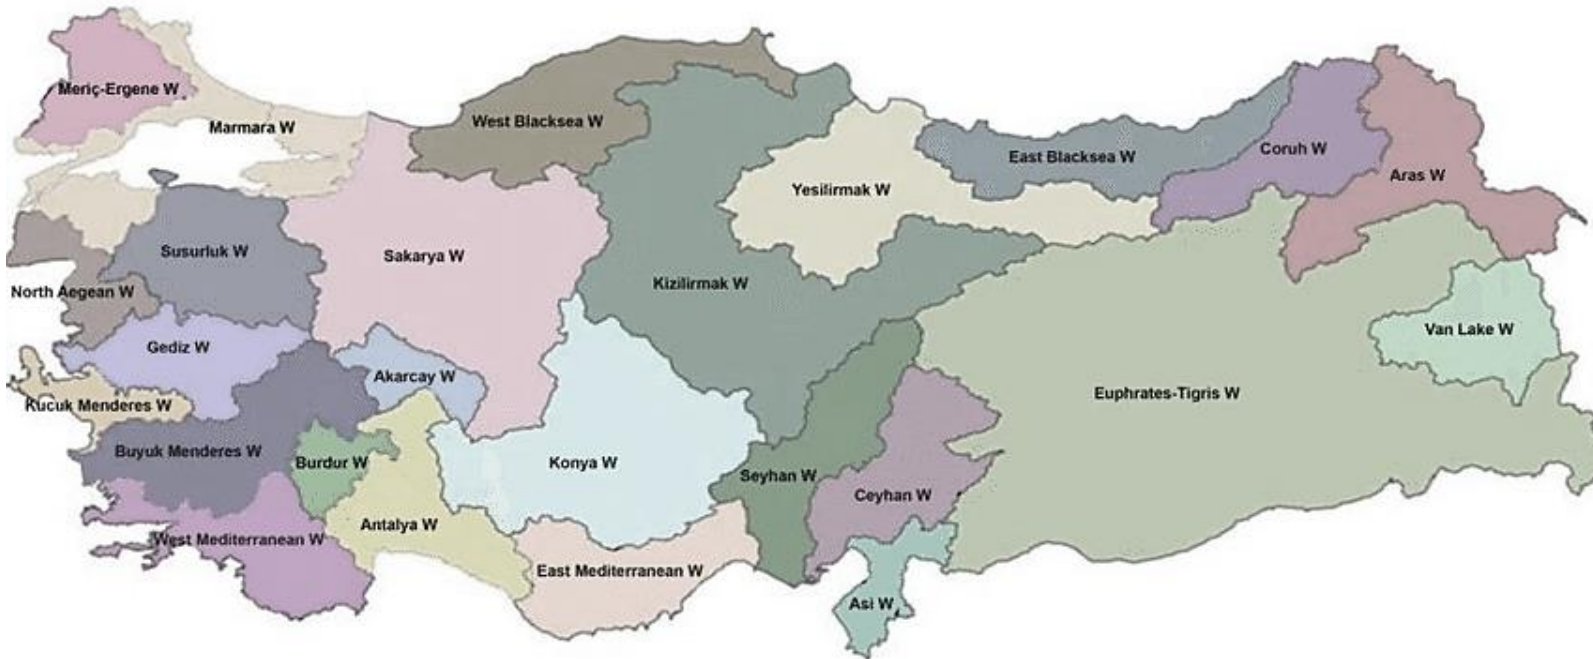 Meriç-Ergene W
Marmara W
West Blacksea W
East Blacksea W
Coruh W
Aras W
Yesilirmak W
Susurluk W
Sakarya W
Kizilirmak W
North Aegean W
Gediz W
Van Lake W
Akarcay W
Kucuk Menderes W
Euphrates-Tigris W
Buyuk Menderes W
Burdur W
Konya W
Seyhan W
Ceyhan W
Antalya W
West Mediterranean W
East Mediterranean W
Asi W